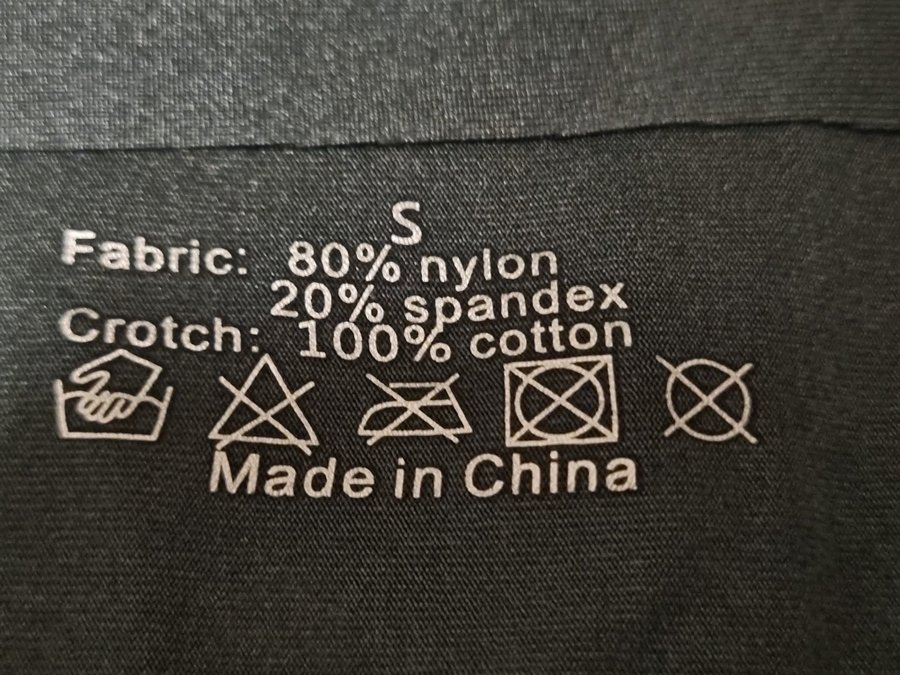 S
Fabric: 80% nylon
20% spandex
Crotch: 100% cotton
Made in China